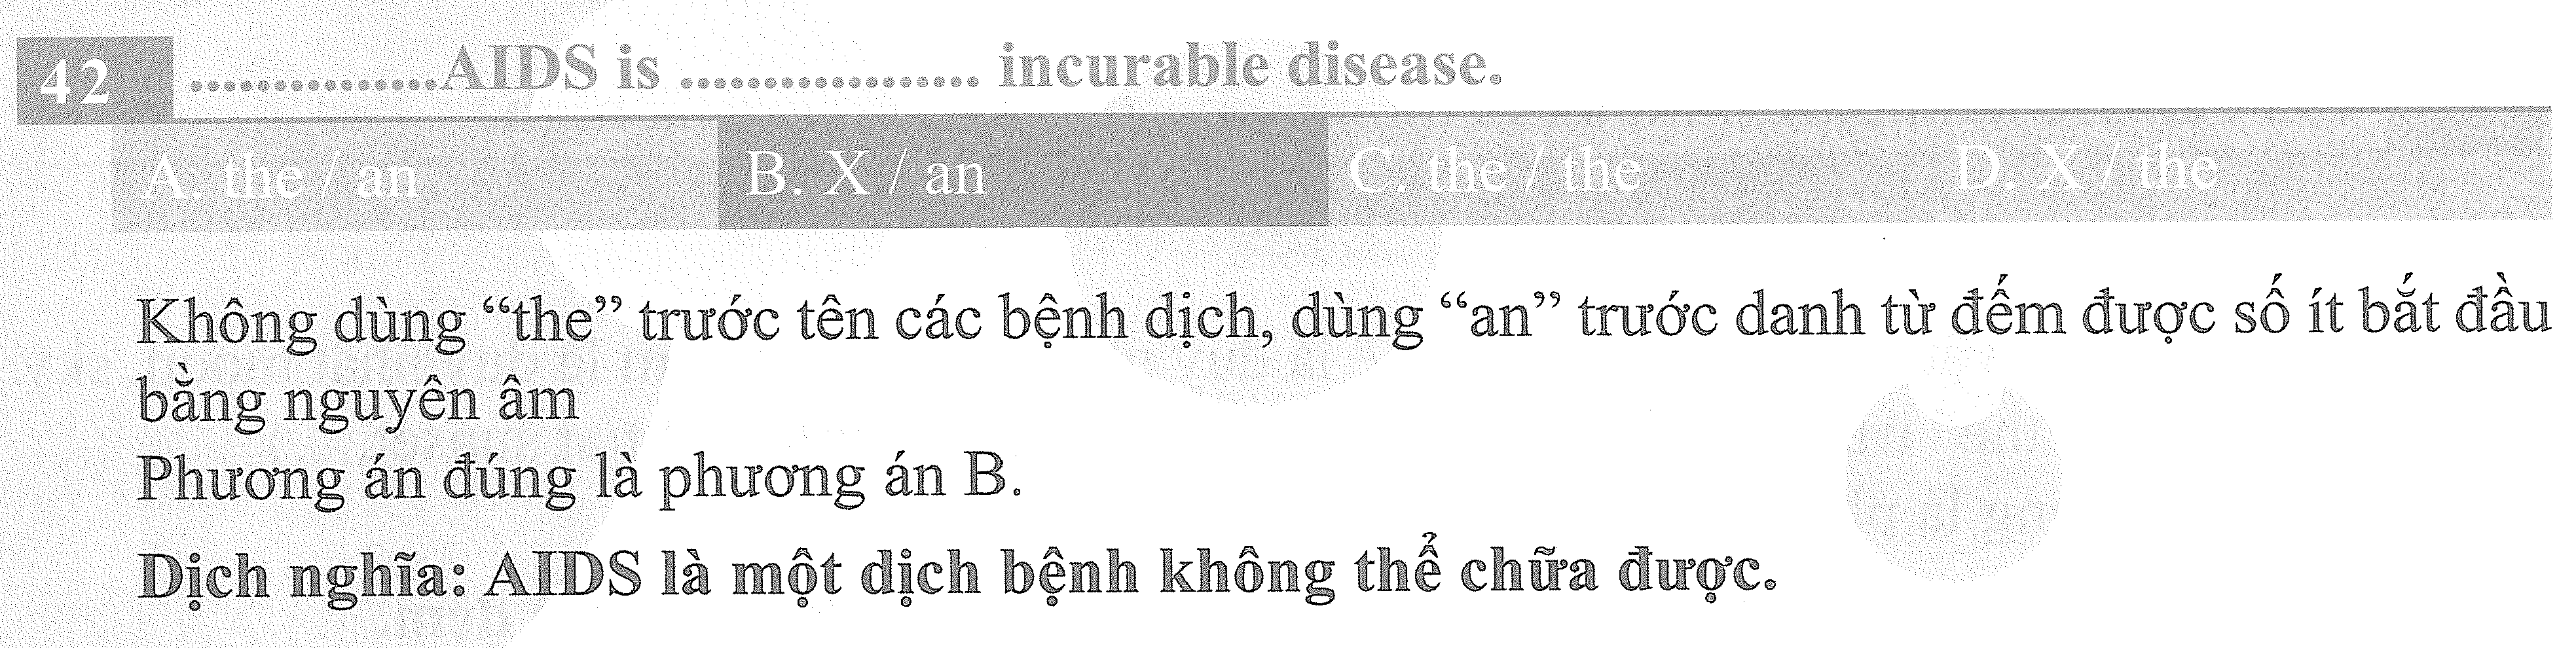 42 ...............AIDS is .................. incurable disease.
A. the / an B. X / an C. the / the D. X / the
Không dùng “the” trước tên các bệnh dịch, dùng “an” trước danh từ đếm được số ít bắt đầu
bằng nguyên âm
Phương án đúng là phương án B.
Dịch nghĩa: AIDS là một dịch bệnh không thể chữa được.